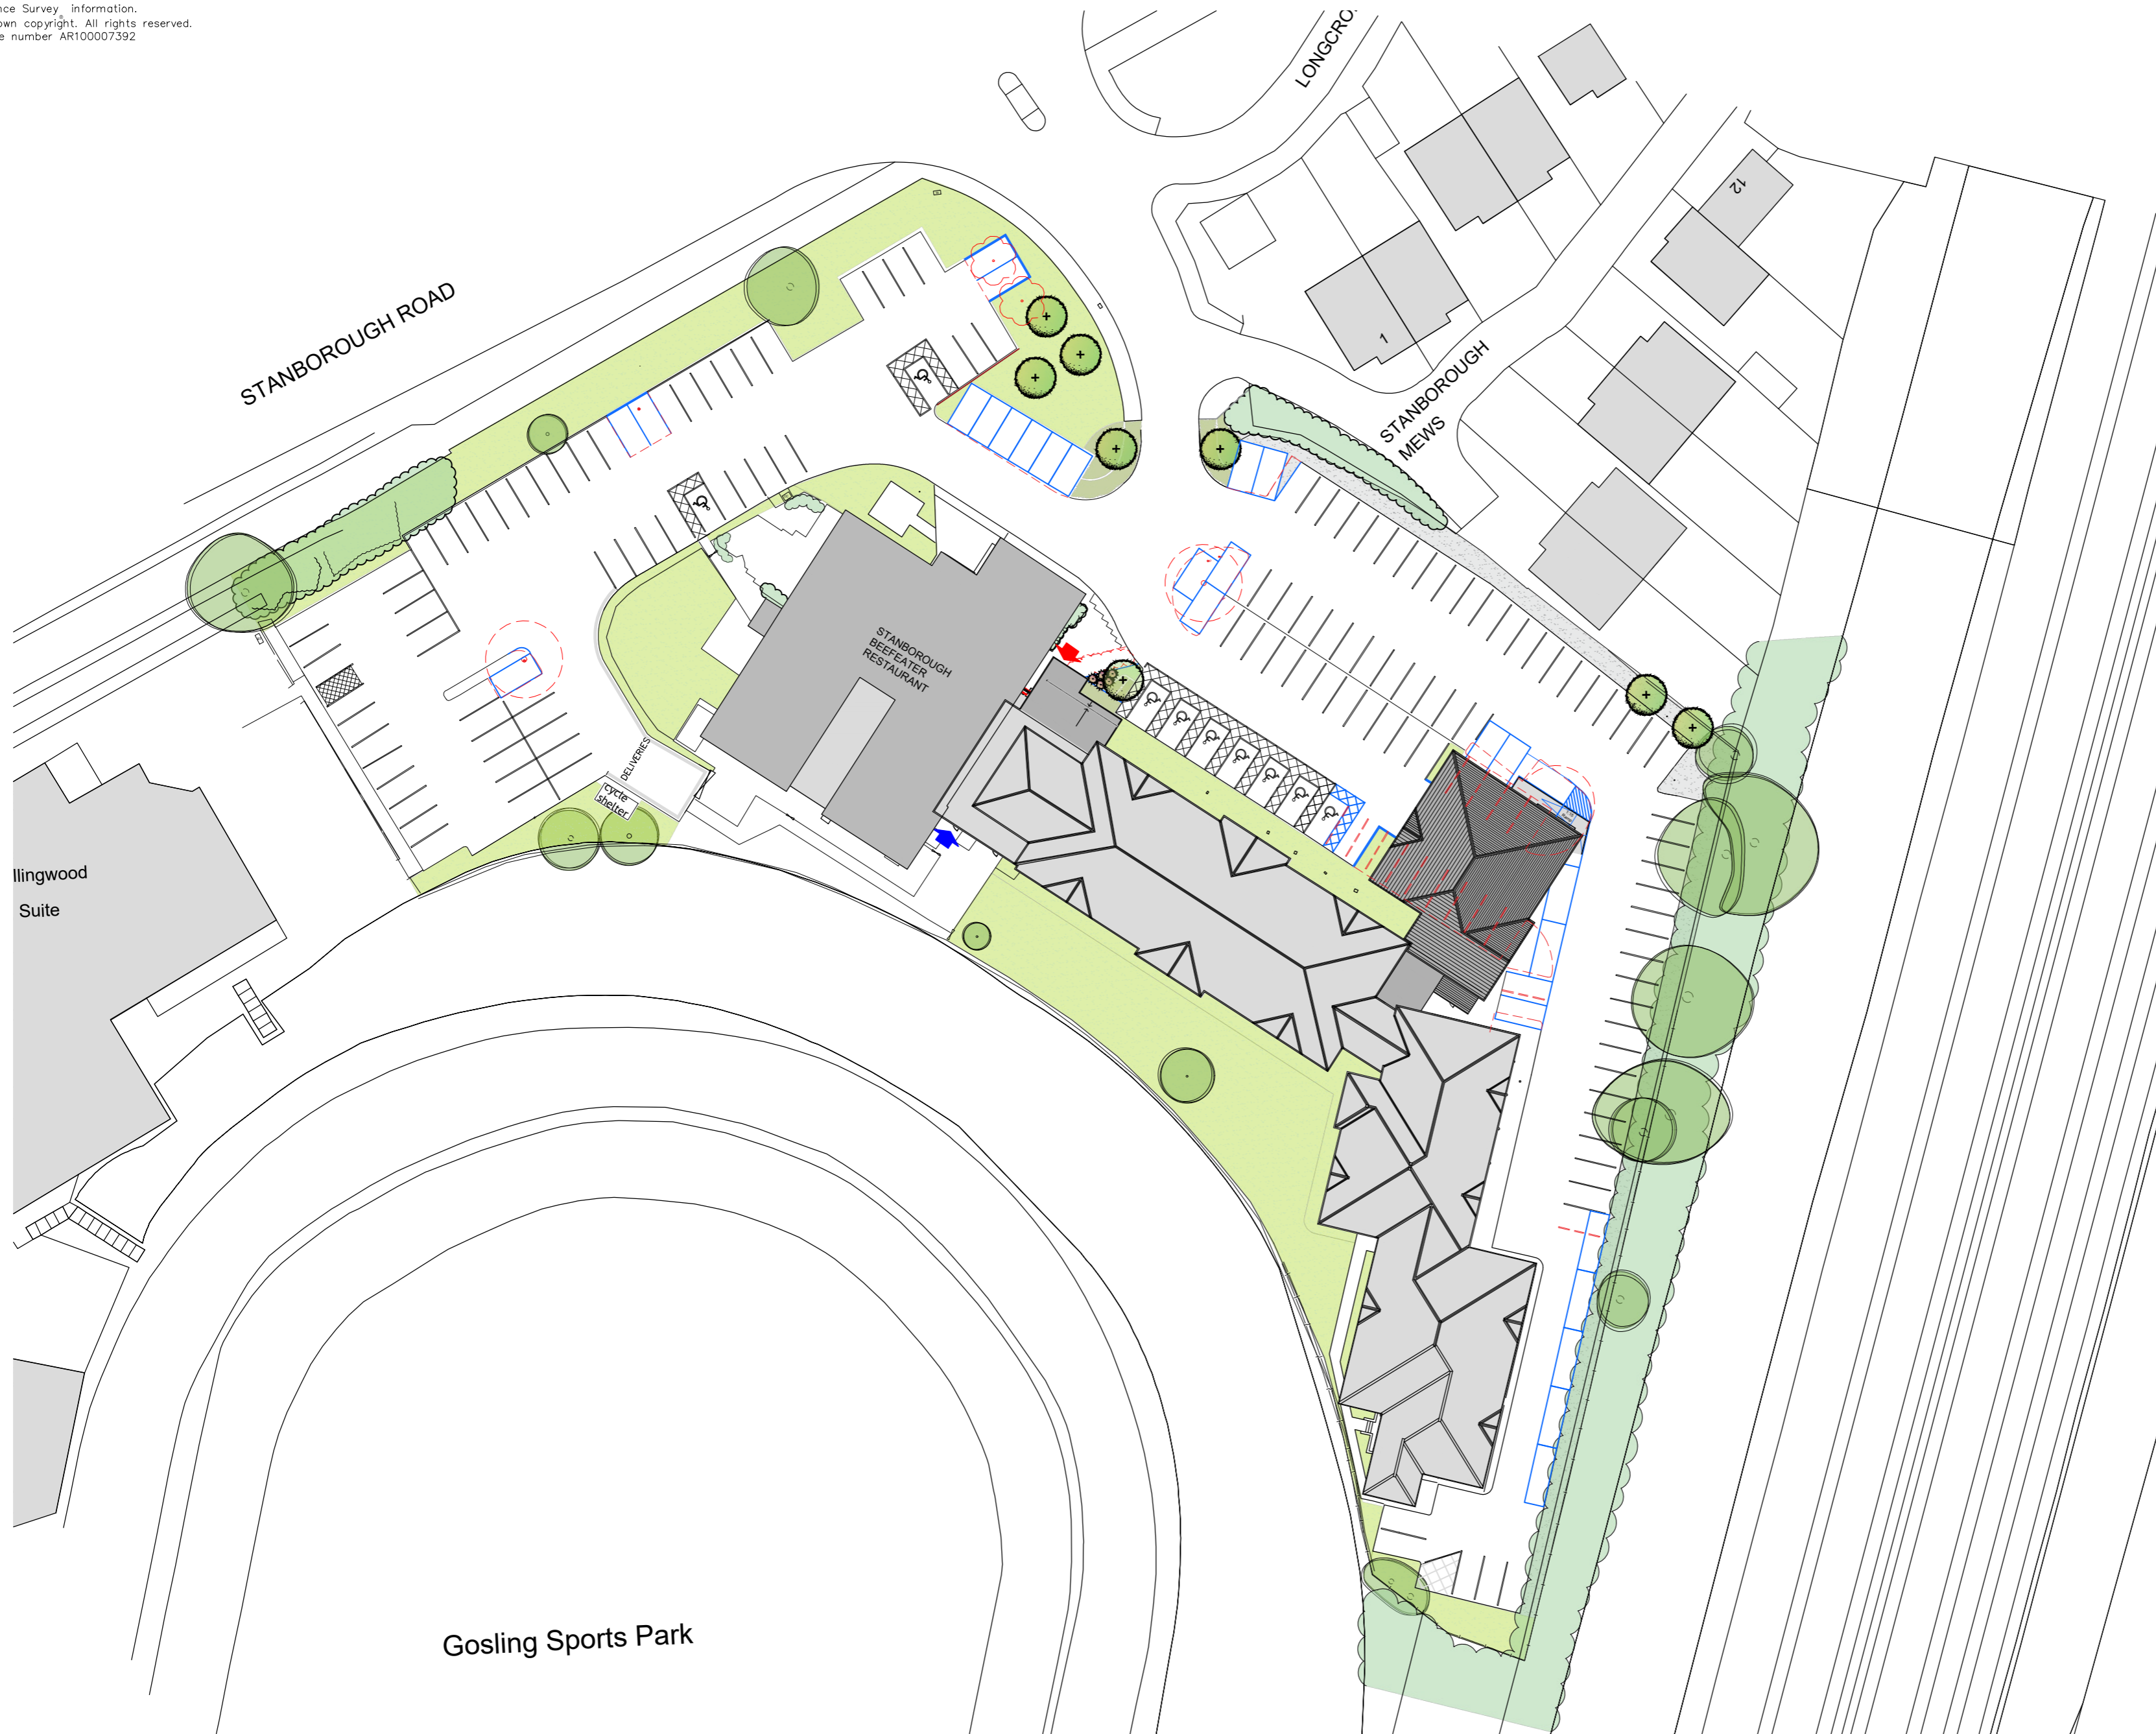 nce Survey information.
own copyright. All rights reserved.
e number AR100007392
LONGCRO
12
STANBOROUGH ROAD
1
STANBOROUGH
MEWS
STANBOROUGH
BEEFEATER
RESTAURANT
DELIVERIES
cycle
shelter
llingwood
Suite
Gosling Sports Park